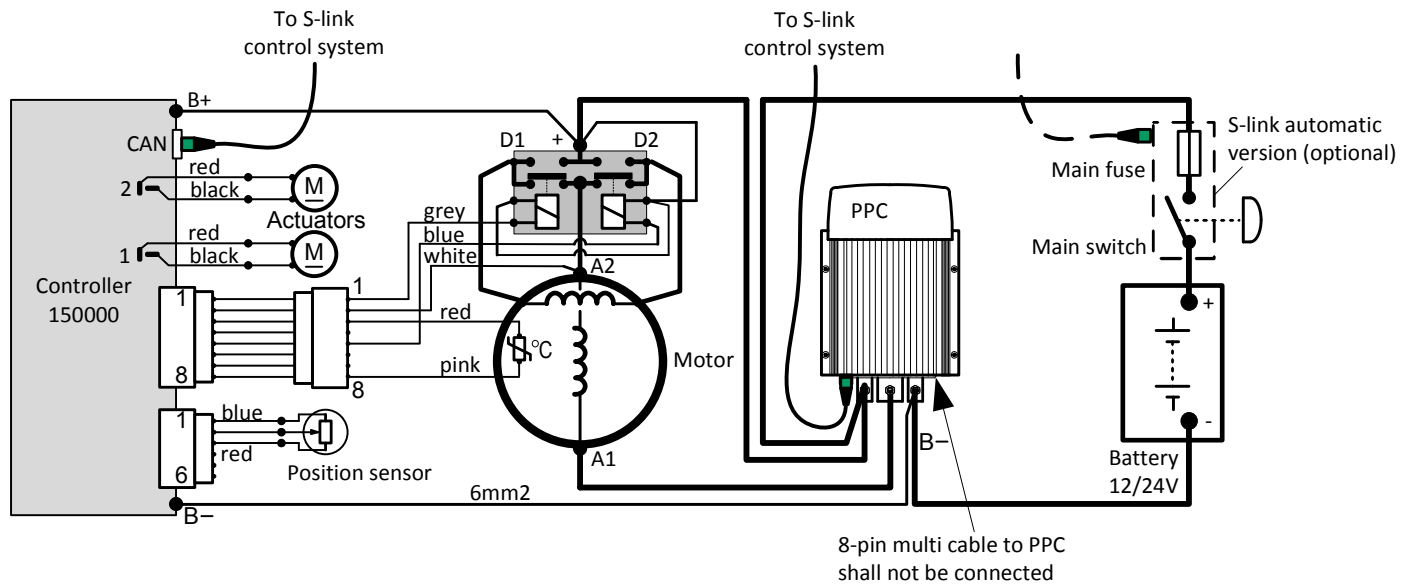 To S-link
control system
To S-link
control system
B+
CAN
red
2
black
M
Actuators
red
1
black
M
Controller
150000
D1
+
D2
grey
blue
white
A2
1
8
1
8
red
pink
°C
Motor
A1
1
6
blue
red
Position sensor
6mm2
B−
PPC
B−
8-pin multi cable to PPC
shall not be connected
Main fuse
Main switch
S-link automatic
version (optional)
+
-
Battery
12/24V